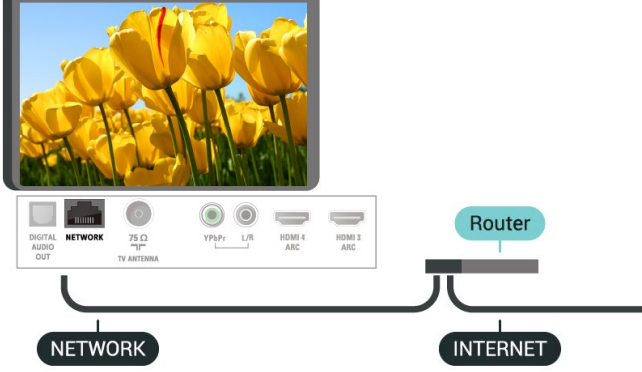 DIGITAL
AUDIO
OUT
NETWORK
75 Ω
TV ANTENNA
YPbPr
L/R
HDMI 4
ARC
HDMI 3
ARC
Router
NETWORK
INTERNET